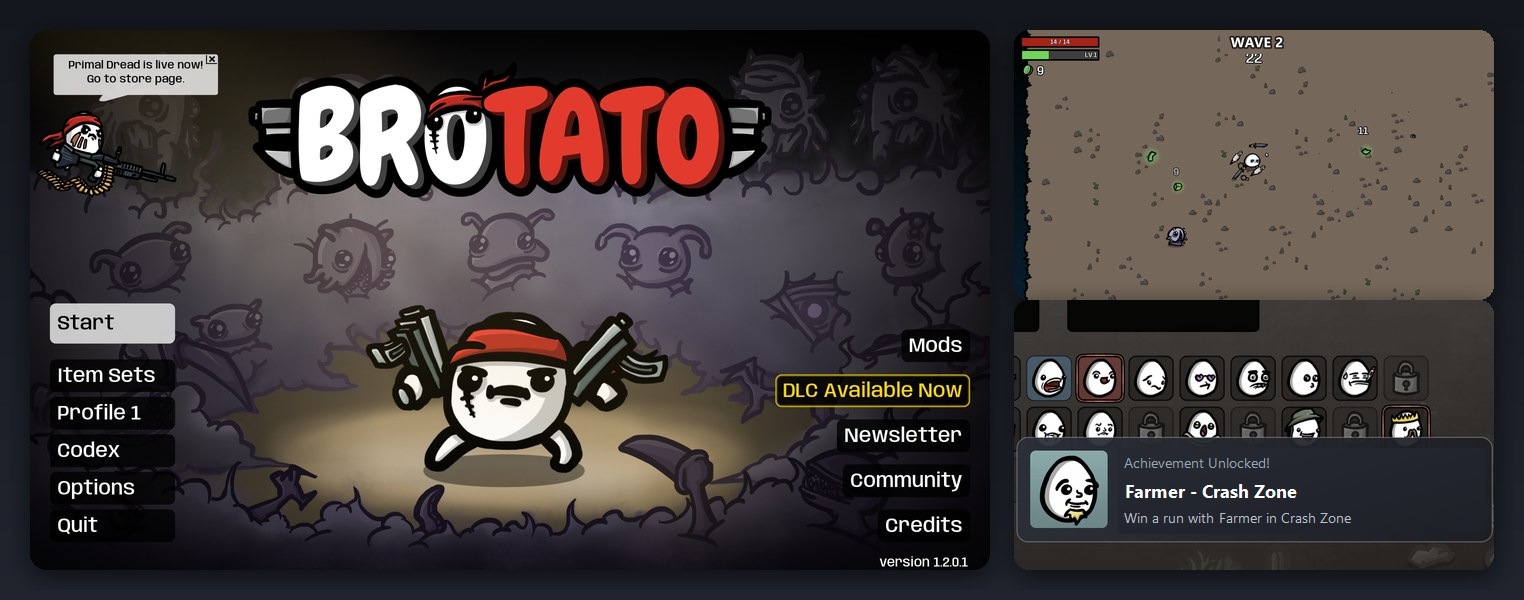 Primal Dread is live now!
Go to store page.
BROTATO
Start
Item Sets
Profile 1
Codex
Options
Quit
Mods
DLC Available Now
Newsletter
Community
Credits
version 1.2.0.1
14 / 14
LV.1
9
WAVE 2
22
11
9
Achievement Unlocked!
Farmer - Crash Zone
Win a run with Farmer in Crash Zone